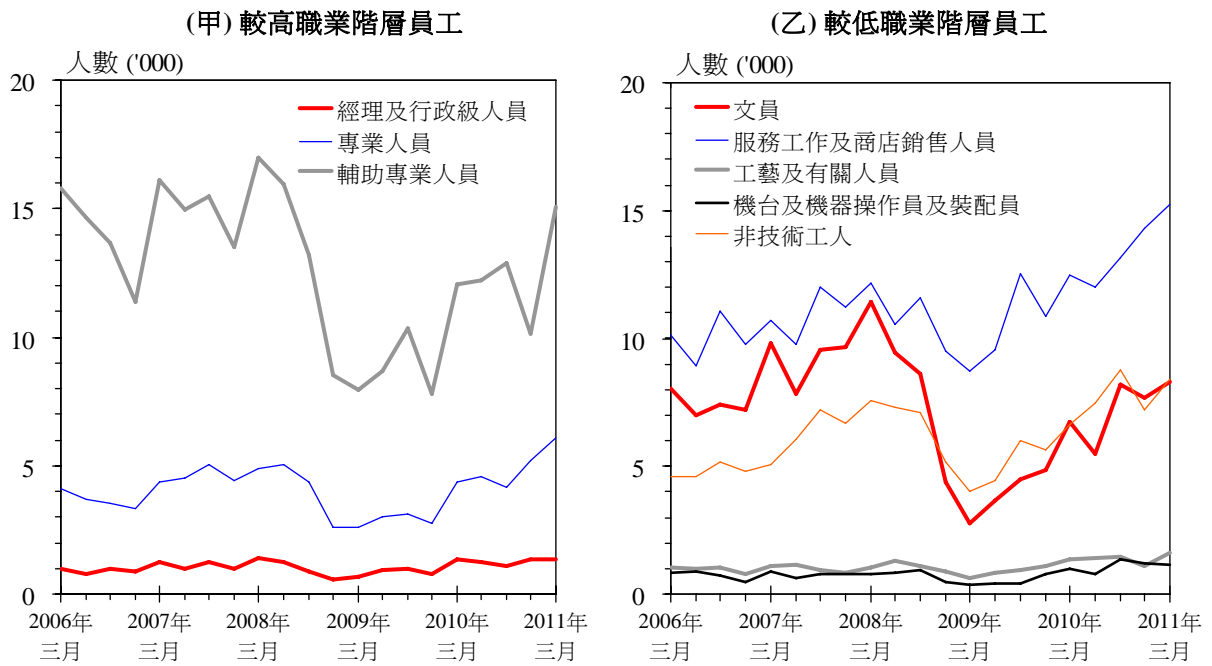 (甲) 較高職業階層員工
人數 ('000)
20
15
10
5
0
經理及行政級人員
專業人員
輔助專業人員
2006年
三月
2007年
三月
2008年
三月
2009年
三月
2010年
三月
2011年
三月
(乙) 較低職業階層員工
人數 ('000)
20
15
10
5
0
文員
服務工作及商店銷售人員
工藝及有關人員
機台及機器操作員及裝配員
非技術工人
2006年
三月
2007年
三月
2008年
三月
2009年
三月
2010年
三月
2011年
三月